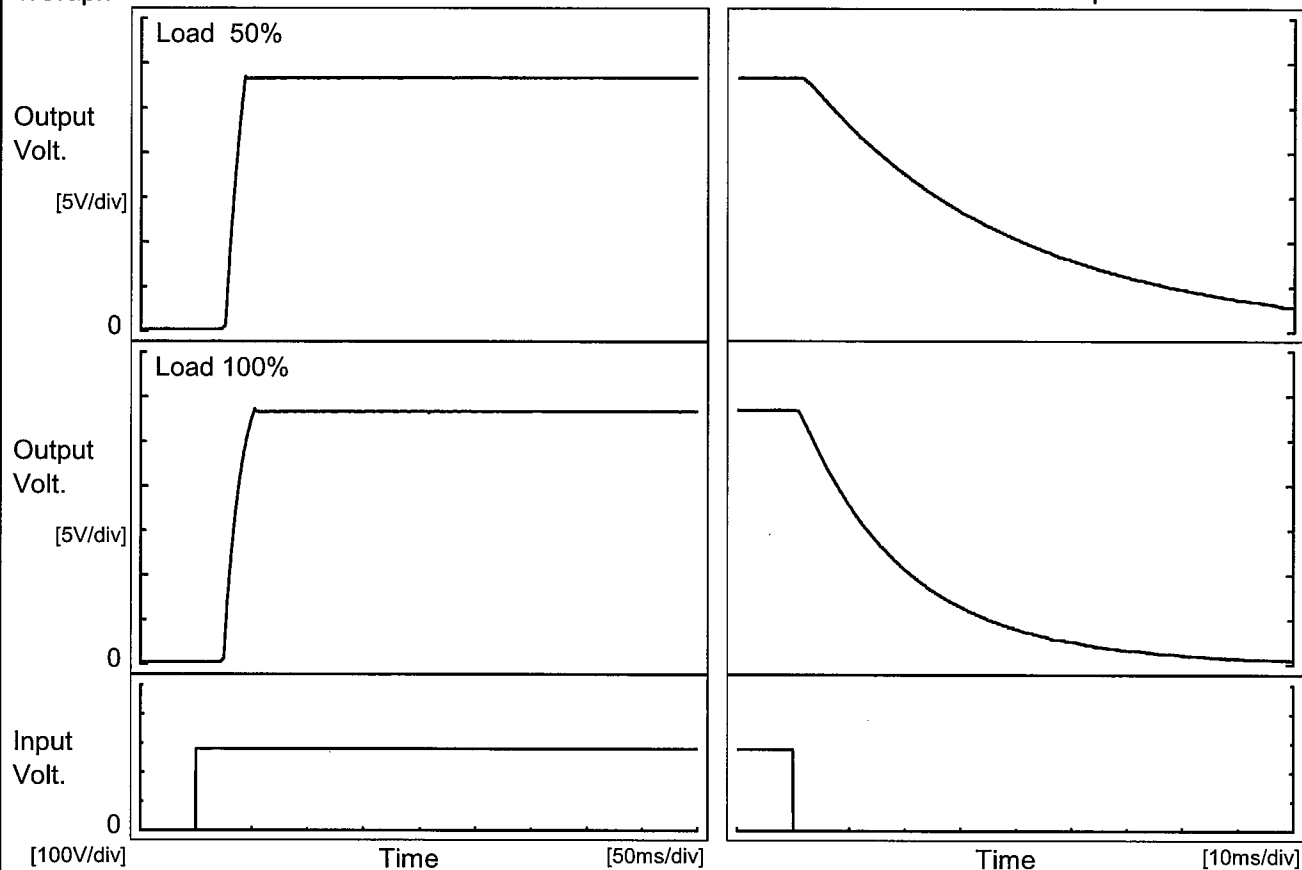 Load 50%
Output
Volt.
[5V/div]
0
Load 100%
Output
Volt.
[5V/div]
0
Input
Volt.
0
[100V/div]
Time
[50ms/div]
Time
[10ms/div]